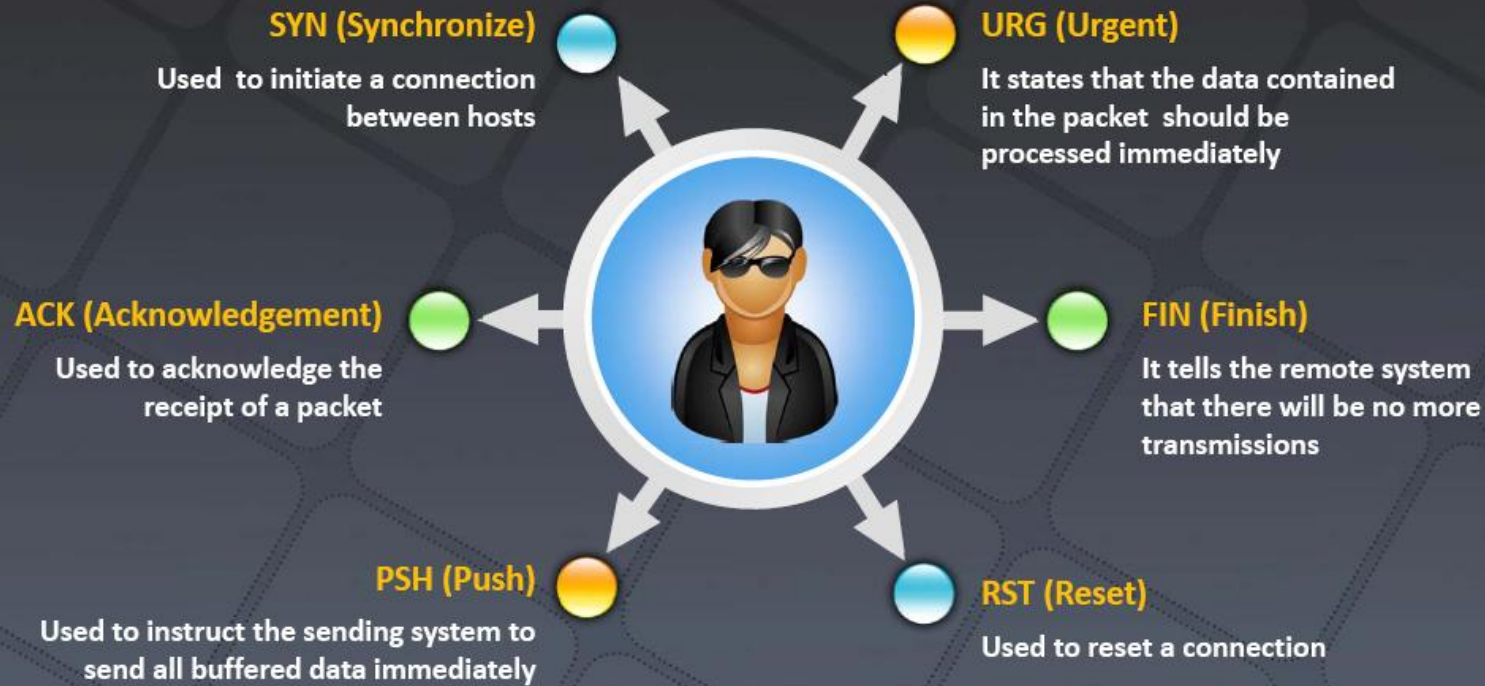 SYN (Synchronize)
Used to initiate a connection
between hosts
URG (Urgent)
It states that the data contained
in the packet should be
processed immediately
ACK (Acknowledgement)
Used to acknowledge the
receipt of a packet
FIN (Finish)
It tells the remote system
that there will be no more
transmissions
PSH (Push)
Used to instruct the sending system to
send all buffered data immediately
RST (Reset)
Used to reset a connection